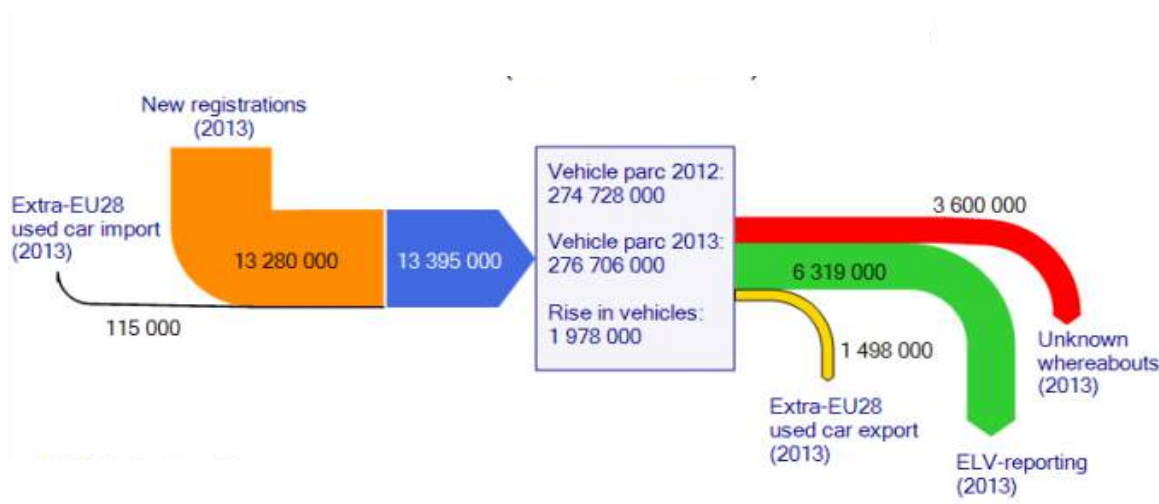 New registrations
(2013)
Extra-EU28
used car import
(2013)
13 280 000
115 000
13 395 000
Vehicle parc 2012:
274 728 000
Vehicle parc 2013:
276 706 000
Rise in vehicles:
1 978 000
3 600 000
6 319 000
1 498 000
Unknown
whereabouts
(2013)
Extra-EU28
used car export
(2013)
ELV-reporting
(2013)